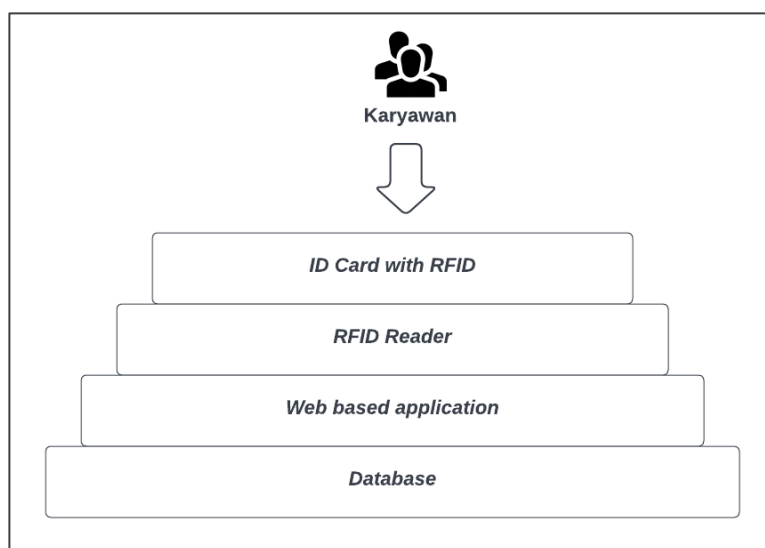 Karyawan
ID Card with RFID
RFID Reader
Web based application
Database